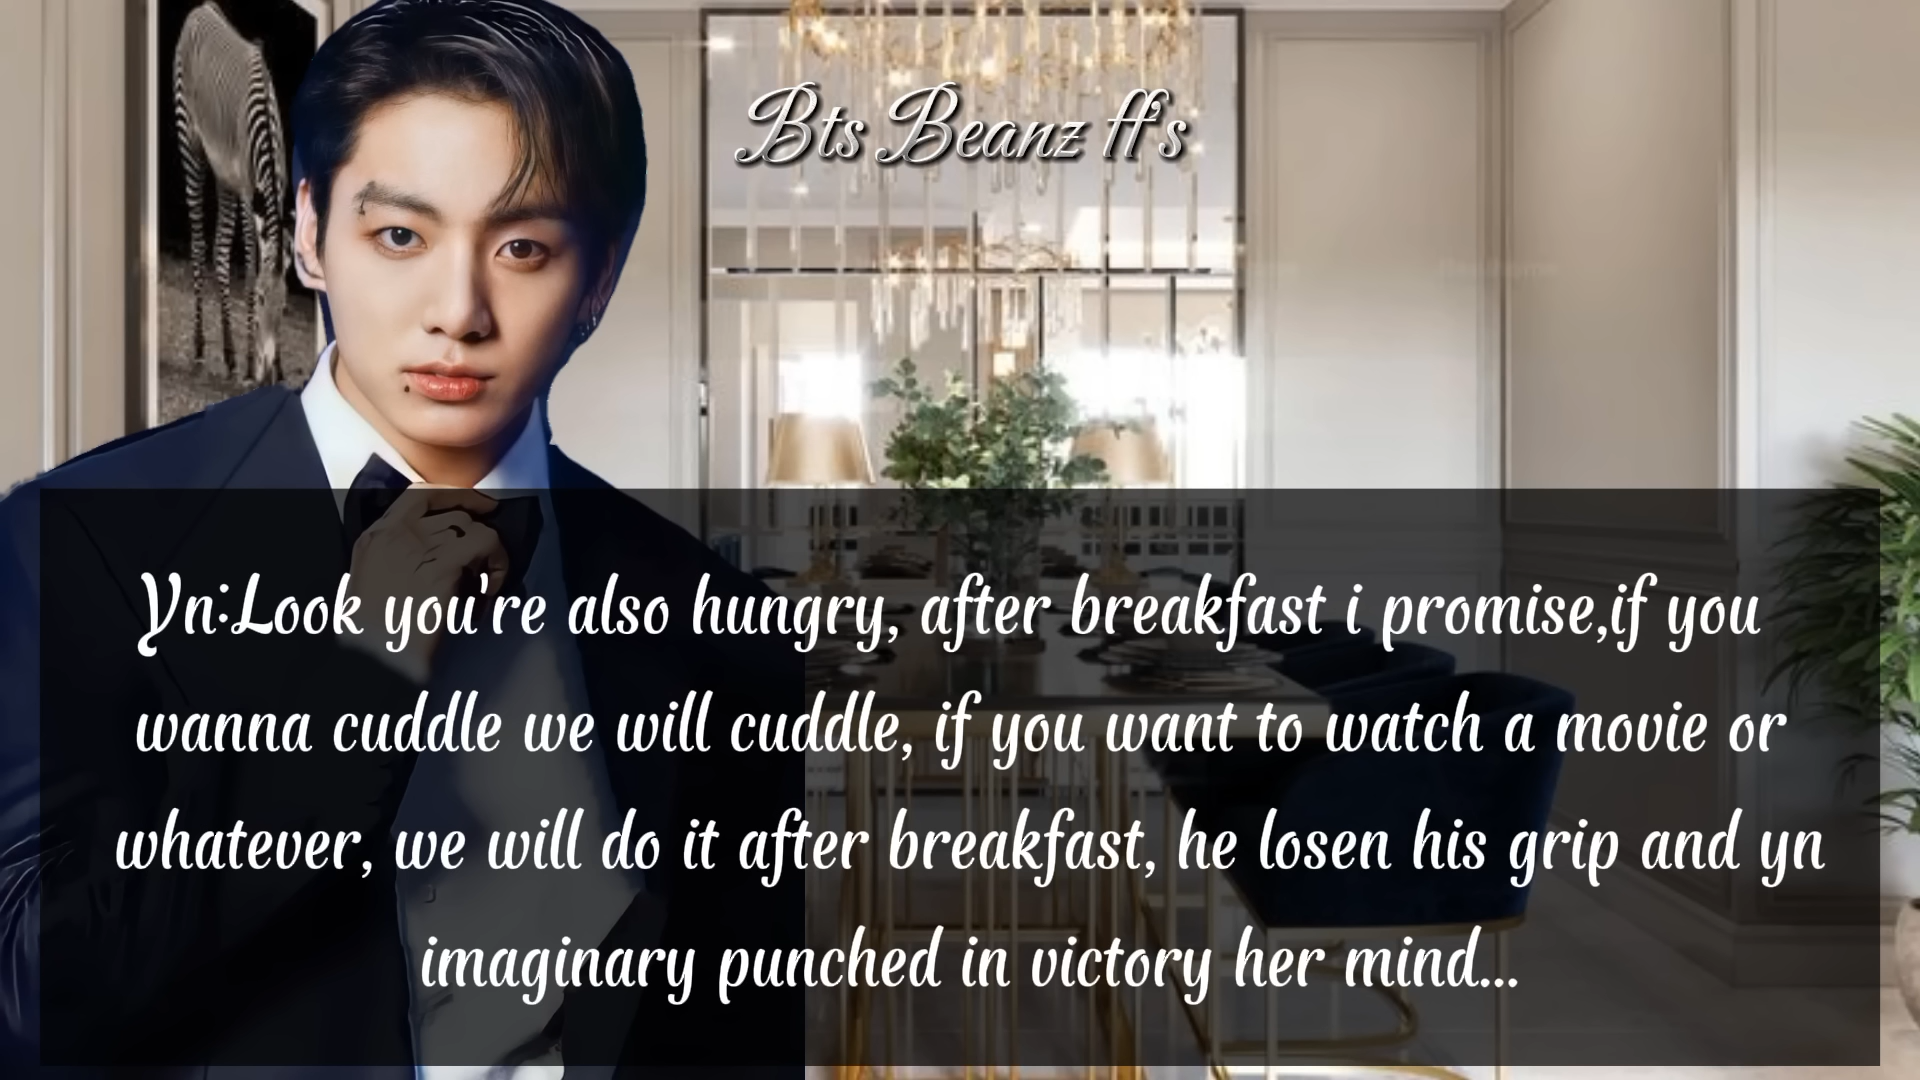 Bts Beanz ff's
Yn:Look you're also hungry, after breakfast i promise,if you
wanna cuddle we will cuddle, if you want to watch a movie or
whatever, we will do it after breakfast, he losen his grip and yn
imaginary punched in victory her mind...